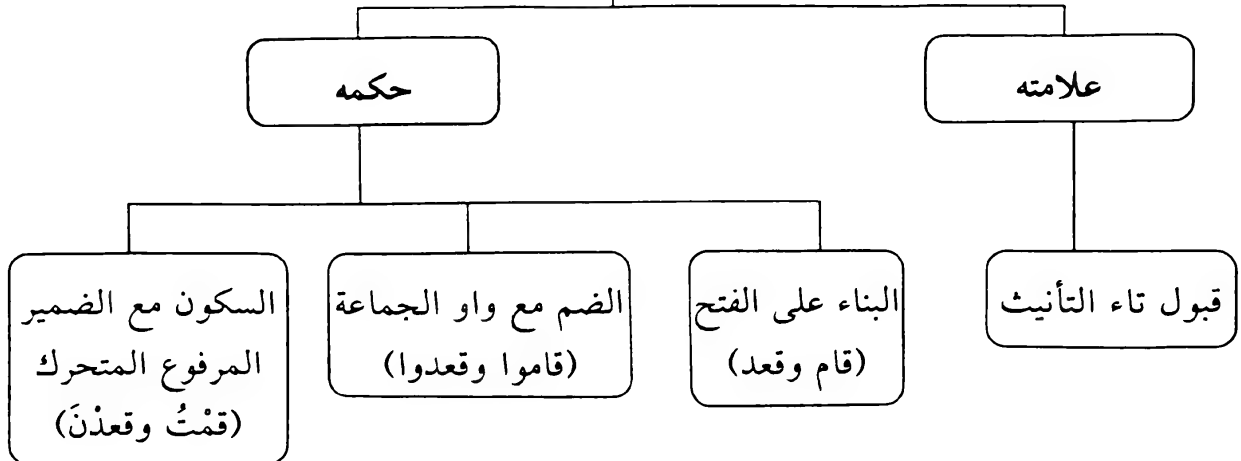 علامته
حكمه
قبول تاء التأنيث
البناء على الفتح
(قام وقعد)
الضم مع واو الجماعة
(قاموا وقعدوا)
السكون مع الضمير
المرفوع المتحرك
(قمْتُ وقعدْنَ)